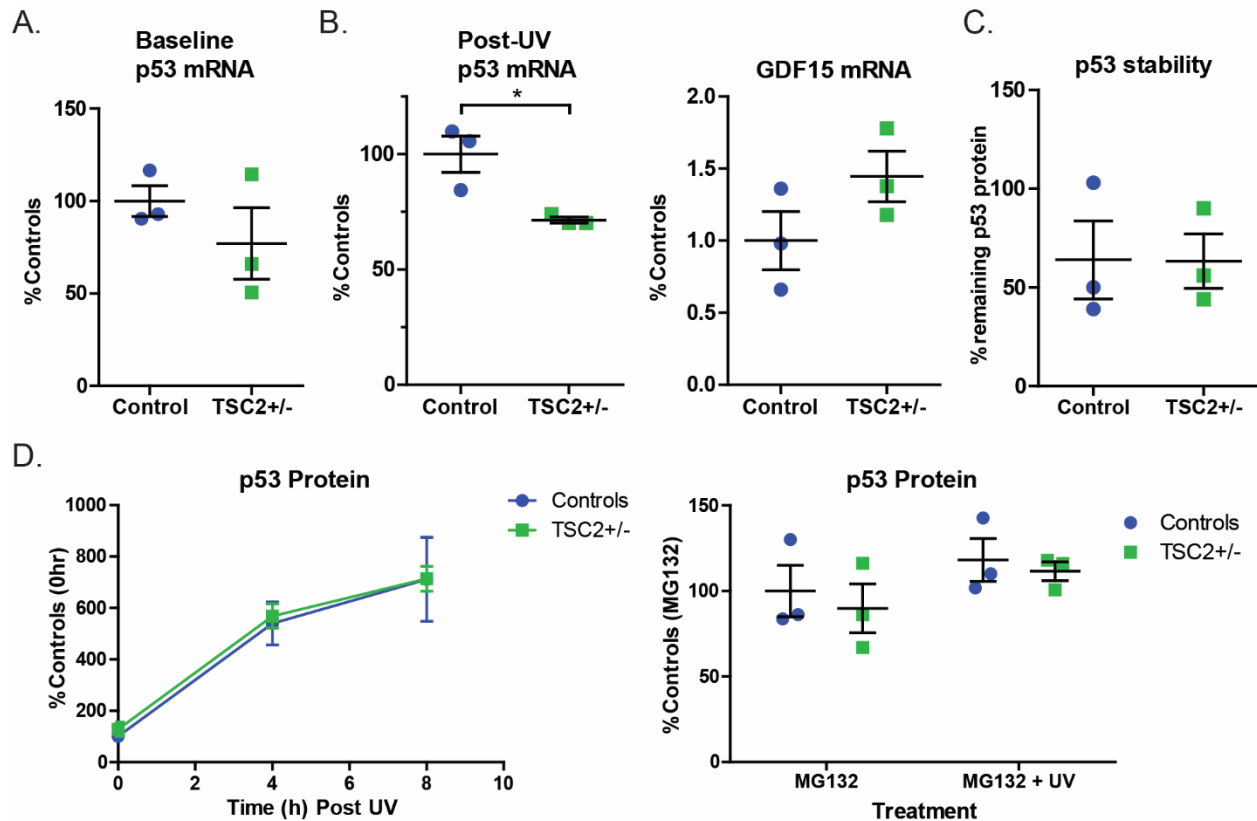 A.
Baseline
p53 mRNA
%Controls
150
100
50
0
Control
TSC2+/-
B.
Post-UV
p53 mRNA
*
%Controls
100
50
0
Control
TSC2+/-
GDF15 mRNA
%Controls
2.0
1.5
1.0
0.5
0.0
Control
TSC2+/-
C.
p53 stability
%remaining p53 protein
150
100
50
0
Control
TSC2+/-
D.
p53 Protein
%Controls (0hr)
1000
800
600
400
200
0
0
2
4
6
8
10
Time (h) Post UV
Controls
TSC2+/-
p53 Protein
%Controls (MG132)
150
100
50
0
MG132
MG132 + UV
Treatment
Controls
TSC2+/-